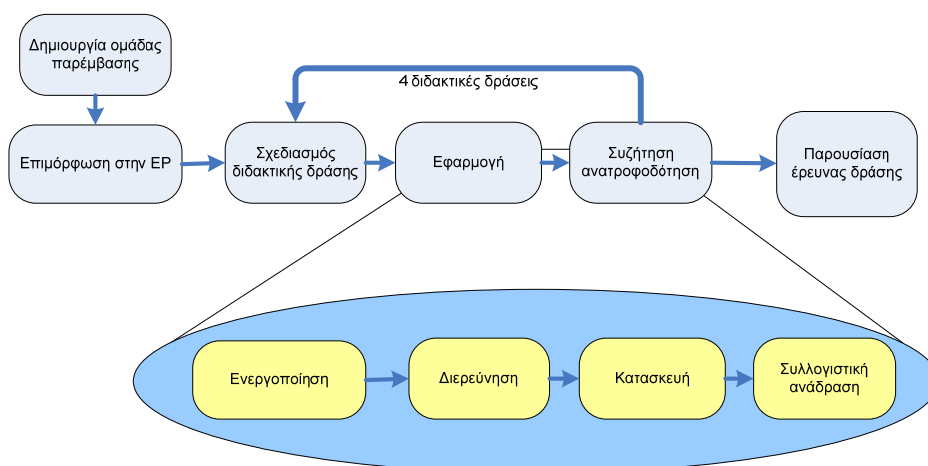 Δημιουργία ομάδας
παρέμβασης
4 διδακτικές δράσεις
Επιμόρφωση στην ΕΡ
Σχεδιασμός
διδακτικής δράσης
Εφαρμογή
Συζήτηση
ανατροφοδότηση
Παρουσίαση
έρευνας δράσης
Ενεργοποίηση
Διερεύνηση
Κατασκευή
Συλλογιστική
ανάδραση